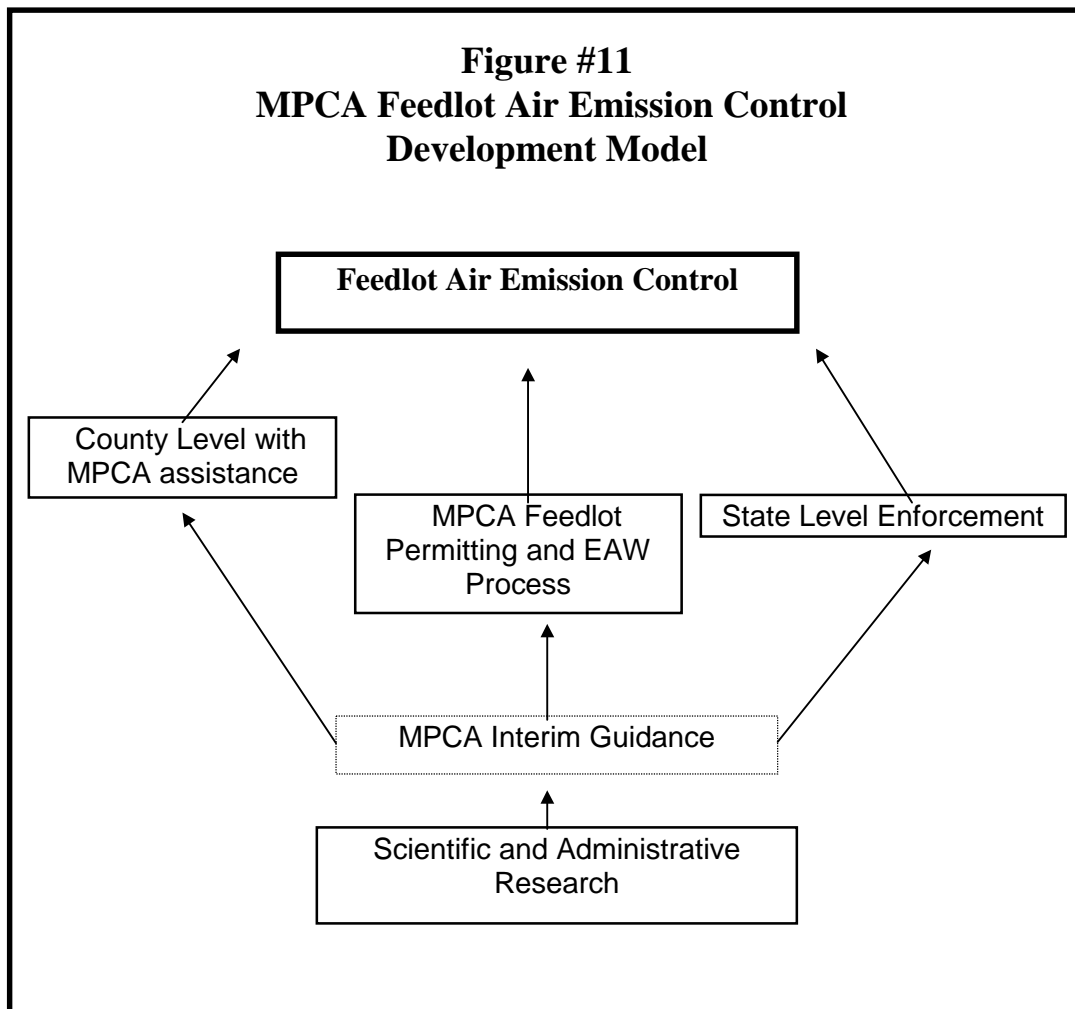 Figure #11
MPCA Feedlot Air Emission Control
Development Model
Feedlot Air Emission Control
County Level with
MPCA assistance
MPCA Feedlot
Permitting and EAW
Process
State Level Enforcement
MPCA Interim Guidance
Scientific and Administrative
Research